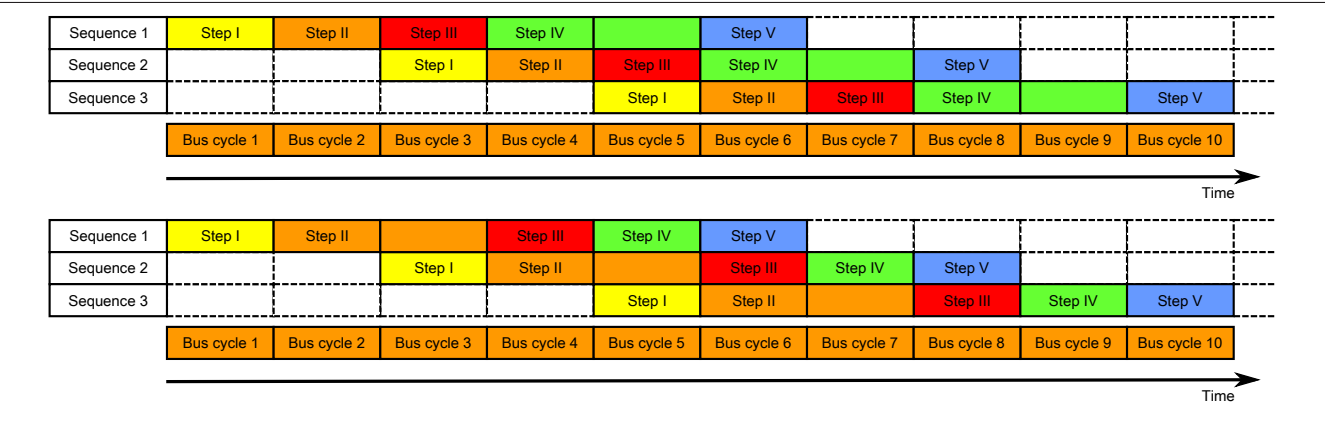 Sequence 1 Step I Step II Step III Step IV Step V
Sequence 2 Step I Step II Step III Step IV Step V
Sequence 3 Step I Step II Step III Step IV Step V
Bus cycle 1 Bus cycle 2 Bus cycle 3 Bus cycle 4 Bus cycle 5 Bus cycle 6 Bus cycle 7 Bus cycle 8 Bus cycle 9 Bus cycle 10
Time
Sequence 1 Step I Step II Step III Step IV Step V
Sequence 2 Step I Step II Step III Step IV Step V
Sequence 3 Step I Step II Step III Step IV Step V
Bus cycle 1 Bus cycle 2 Bus cycle 3 Bus cycle 4 Bus cycle 5 Bus cycle 6 Bus cycle 7 Bus cycle 8 Bus cycle 9 Bus cycle 10
Time